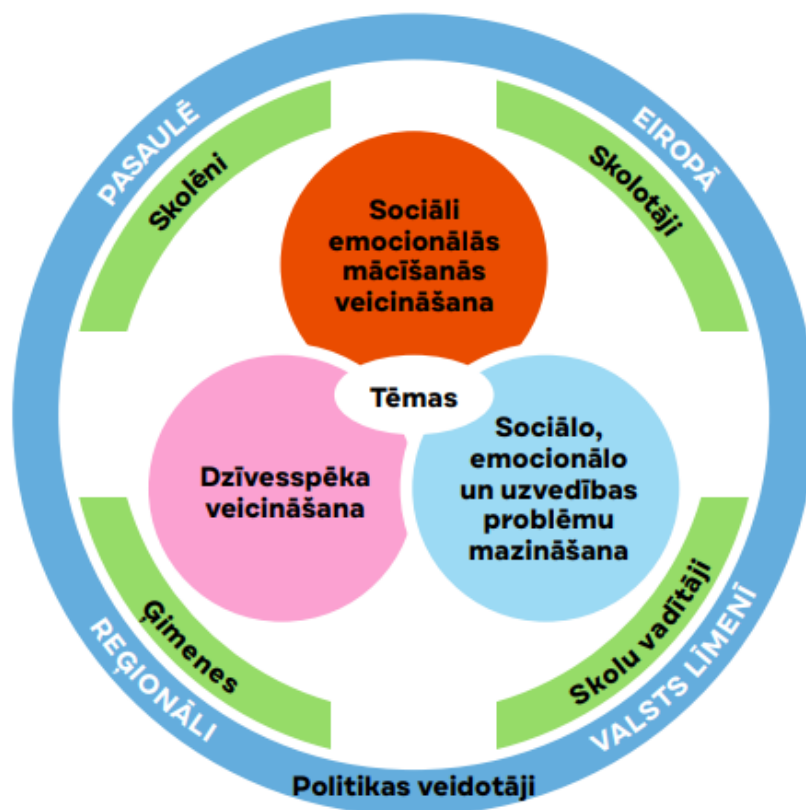 PASAULĒ
EIROPĀ
Skolēni
Skolotāji
Sociāli
emocionālās
mācīšanās
veicināšana
Tēmas
Dzīvesspēka
veicināšana
Sociālo,
emocionālo
un uzvedības
problēmu
mazināšana
Ģimenes
Skolu vadītāji
REĢIONĀLI
VALSTS LĪMENĪ
Politikas veidotāji